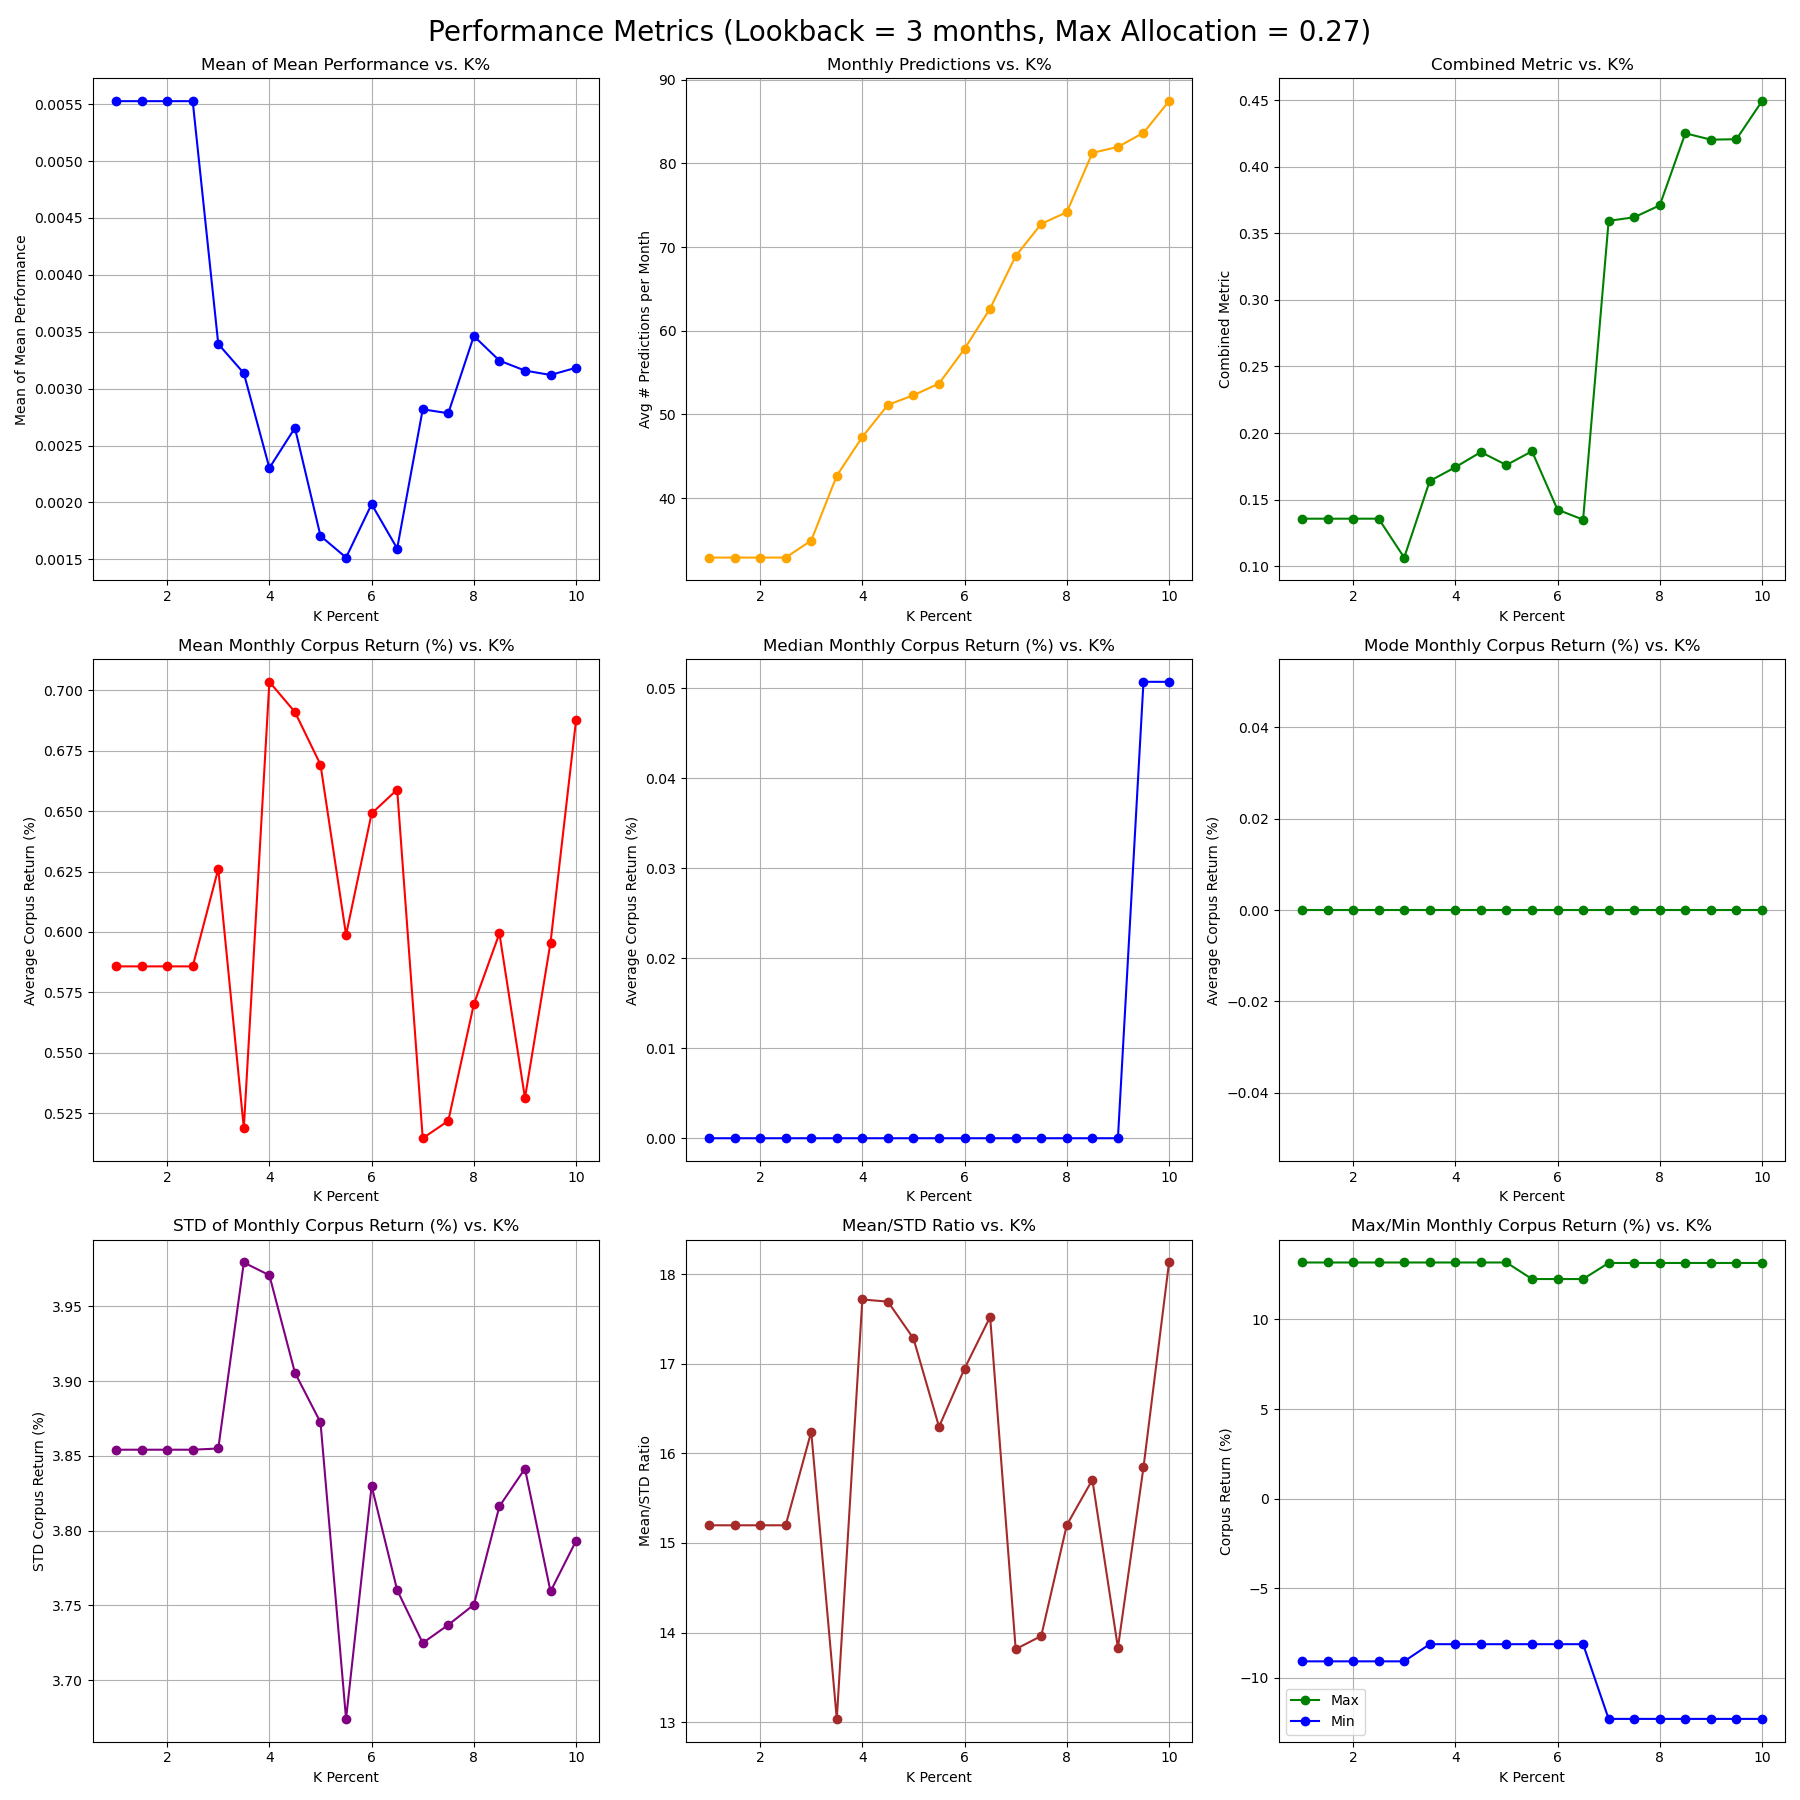 Performance Metrics (Lookback = 3 months, Max Allocation = 0.27)
Mean of Mean Performance vs. K%
Mean of Mean Performance
0.0055
0.0050
0.0045
0.0040
0.0035
0.0030
0.0025
0.0020
0.0015
2 4 6 8 10
K Percent
Monthly Predictions vs. K%
Avg # Predictions per Month
90
80
70
60
50
40
2 4 6 8 10
K Percent
Combined Metric vs. K%
Combined Metric
0.45
0.40
0.35
0.30
0.25
0.20
0.15
0.10
2 4 6 8 10
K Percent
Mean Monthly Corpus Return (%) vs. K%
Average Corpus Return (%)
0.700
0.675
0.650
0.625
0.600
0.575
0.550
0.525
2 4 6 8 10
K Percent
Median Monthly Corpus Return (%) vs. K%
Average Corpus Return (%)
0.05
0.04
0.03
0.02
0.01
0.00
2 4 6 8 10
K Percent
Mode Monthly Corpus Return (%) vs. K%
Average Corpus Return (%)
0.04
0.02
0.00
−0.02
−0.04
2 4 6 8 10
K Percent
STD of Monthly Corpus Return (%) vs. K%
STD Corpus Return (%)
3.95
3.90
3.85
3.80
3.75
3.70
2 4 6 8 10
K Percent
Mean/STD Ratio vs. K%
Mean/STD Ratio
18
17
16
15
14
13
2 4 6 8 10
K Percent
Max/Min Monthly Corpus Return (%) vs. K%
Corpus Return (%)
10
5
0
−5
−10
Max
Min
2 4 6 8 10
K Percent